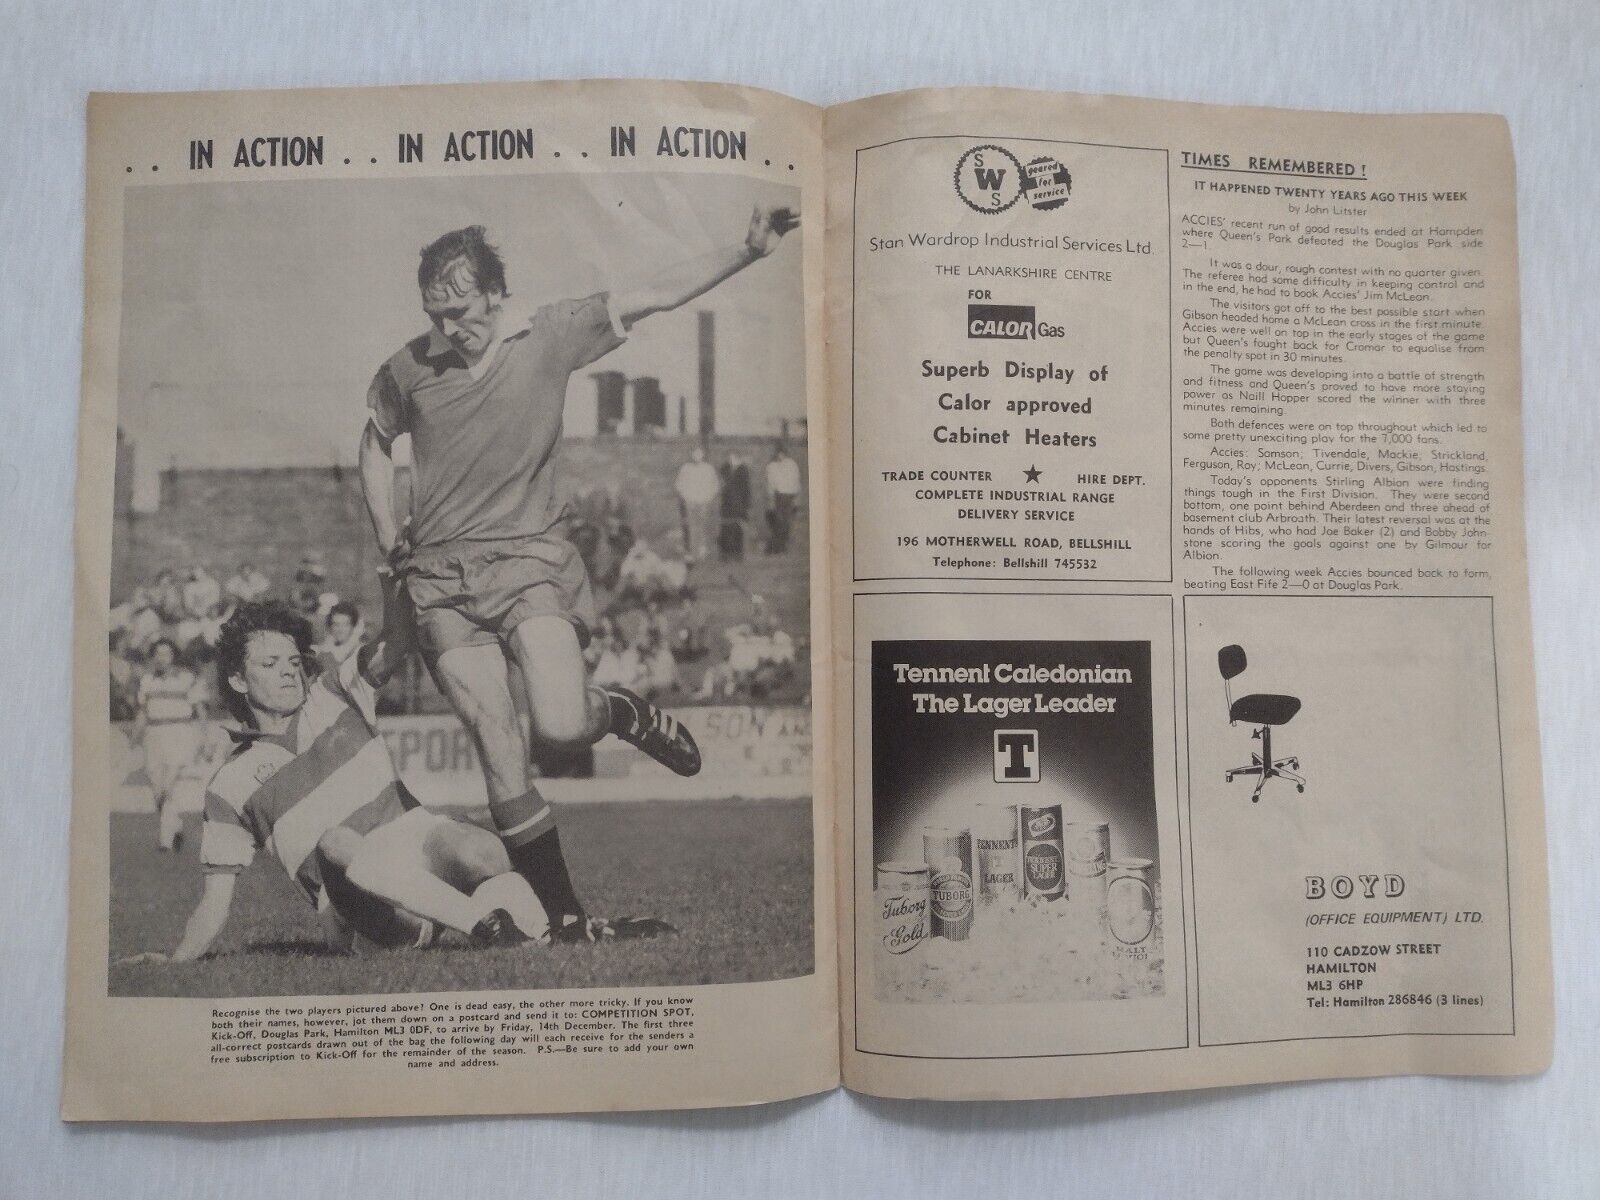 . . IN ACTION . . IN ACTION . . IN ACTION . .
SPORT
SON AN
Recognise the two players pictured above? One is dead easy, the other more tricky. If you know
both their names, however, jot them down on a postcard and send it to: COMPETITION SPOT,
Kick-Off, Douglas Park, Hamilton ML3 0DF, to arrive by Friday, 14th December. The first three
all-correct postcards drawn out of the bag the following day will each receive for the senders a
free subscription to Kick-Off for the remainder of the season. P.S.—Be sure to add your own
name and address.
S
W
S
geared
for
service
Stan Wardrop Industrial Services Ltd.
THE LANARKSHIRE CENTRE
FOR
CALOR Gas
Superb Display of
Calor approved
Cabinet Heaters
TRADE COUNTER ★ HIRE DEPT.
COMPLETE INDUSTRIAL RANGE
DELIVERY SERVICE
196 MOTHERWELL ROAD, BELLSHILL
Telephone: Bellshill 745532
Tennent Caledonian
The Lager Leader
T
TENNENT
LAGER
TENNENT
SUPER
LAGER
TUBORG
Tuborg
Gold
MALT
TIMES REMEMBERED !
IT HAPPENED TWENTY YEARS AGO THIS WEEK
by John Litster
ACCIES' recent run of good results ended at Hampden
where Queen's Park defeated the Douglas Park side
2—1.
It was a dour, rough contest with no quarter given.
The referee had some difficulty in keeping control and
in the end, he had to book Accies' Jim McLean.
The visitors got off to the best possible start when
Gibson headed home a McLean cross in the first minute.
Accies were well on top in the early stages of the game
but Queen's fought back for Cromar to equalise from
the penalty spot in 30 minutes.
The game was developing into a battle of strength
and fitness and Queen's proved to have more staying
power as Naill Hopper scored the winner with three
minutes remaining.
Both defences were on top throughout which led to
some pretty unexciting play for the 7,000 fans.
Accies: Samson; Tivendale, Mackie; Strickland,
Ferguson, Roy; McLean, Currie, Divers, Gibson, Hastings.
Today's opponents Stirling Albion were finding
things tough in the First Division. They were second
bottom, one point behind Aberdeen and three ahead of
basement club Arbroath. Their latest reversal was at the
hands of Hibs, who had Joe Baker (2) and Bobby John-
stone scoring the goals against one by Gilmour for
Albion.
The following week Accies bounced back to form,
beating East Fife 2—0 at Douglas Park.
BOYD
(OFFICE EQUIPMENT) LTD.
110 CADZOW STREET
HAMILTON
ML3 6HP
Tel: Hamilton 286846 (3 lines)